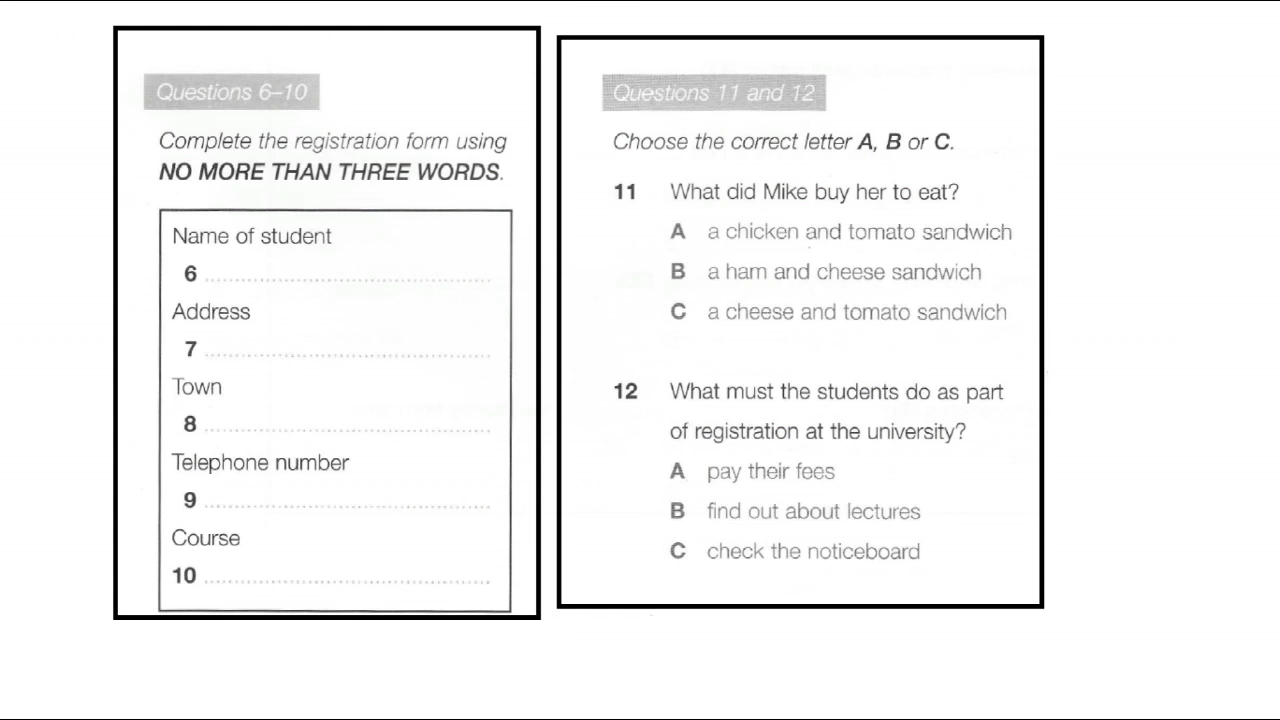 Questions 6–10
Complete the registration form using
NO MORE THAN THREE WORDS.
Name of student
6
Address
7
Town
8
Telephone number
9
Course
10
Questions 11 and 12
Choose the correct letter A, B or C.
11 What did Mike buy her to eat?
A a chicken and tomato sandwich
B a ham and cheese sandwich
C a cheese and tomato sandwich
12 What must the students do as part
of registration at the university?
A pay their fees
B find out about lectures
C check the noticeboard